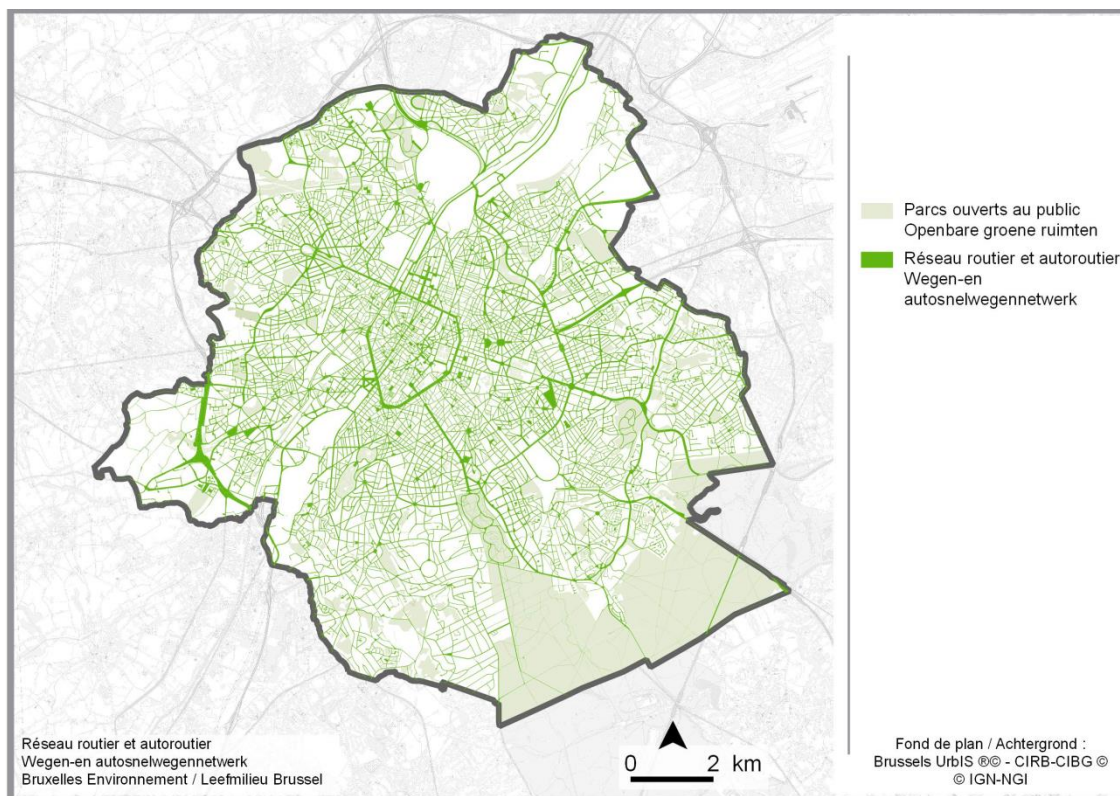 Parcs ouverts au public
Openbare groene ruimten
Réseau routier et autoroutier
Wegen-en
autosnelwegennetwerk
Réseau routier et autoroutier
Wegen-en autosnelwegennetwerk
Bruxelles Environnement / Leefmilieu Brussel
0 2 km
Fond de plan / Achtergrond :
Brussels UrbIS ®© - CIRB-CIBG ©
© IGN-NGI